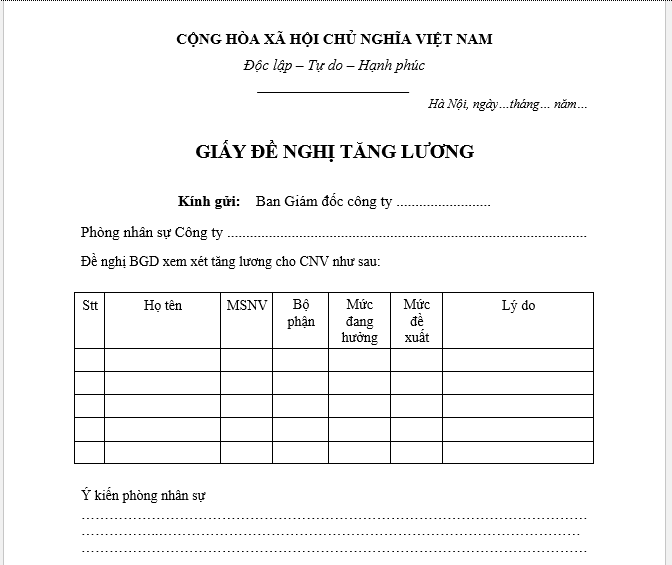 CỘNG HÒA XÃ HỘI CHỦ NGHĨA VIỆT NAM
Độc lập – Tự do – Hạnh phúc
Hà Nội, ngày…tháng… năm…
GIẤY ĐỀ NGHỊ TĂNG LƯƠNG
Kính gửi: Ban Giám đốc công ty .........................
Phòng nhân sự Công ty ................................................................................................
Đề nghị BGD xem xét tăng lương cho CNV như sau:
Stt Họ tên MSNV Bộ phận Mức đang hưởng Mức đề xuất Lý do
Ý kiến phòng nhân sự
……………………………………………………………………………………………
……………...……………………………………………………………………………
……………………………………………………………………………………………